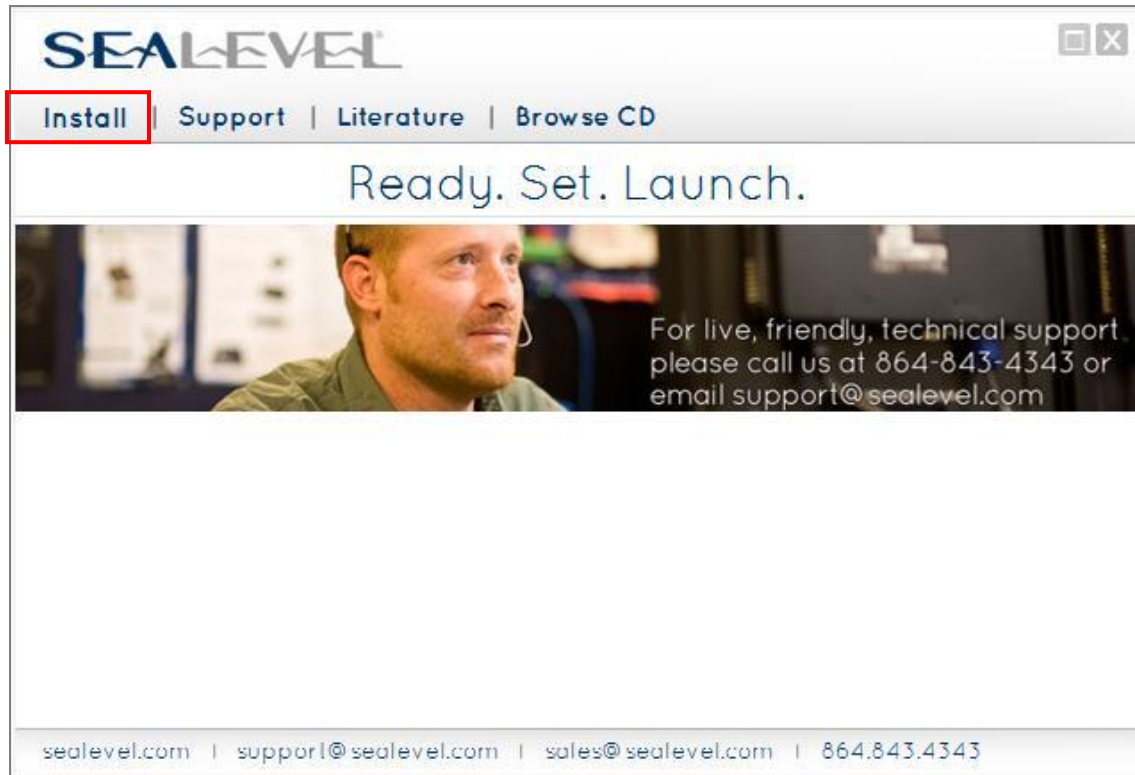 SEALEVEL®
Install | Support | Literature | Browse CD
Ready. Set. Launch.
For live, friendly, technical support
please call us at 864-843-4343 or
email support@sealevel.com
sealevel.com | support@sealevel.com | sales@sealevel.com | 864.843.4343